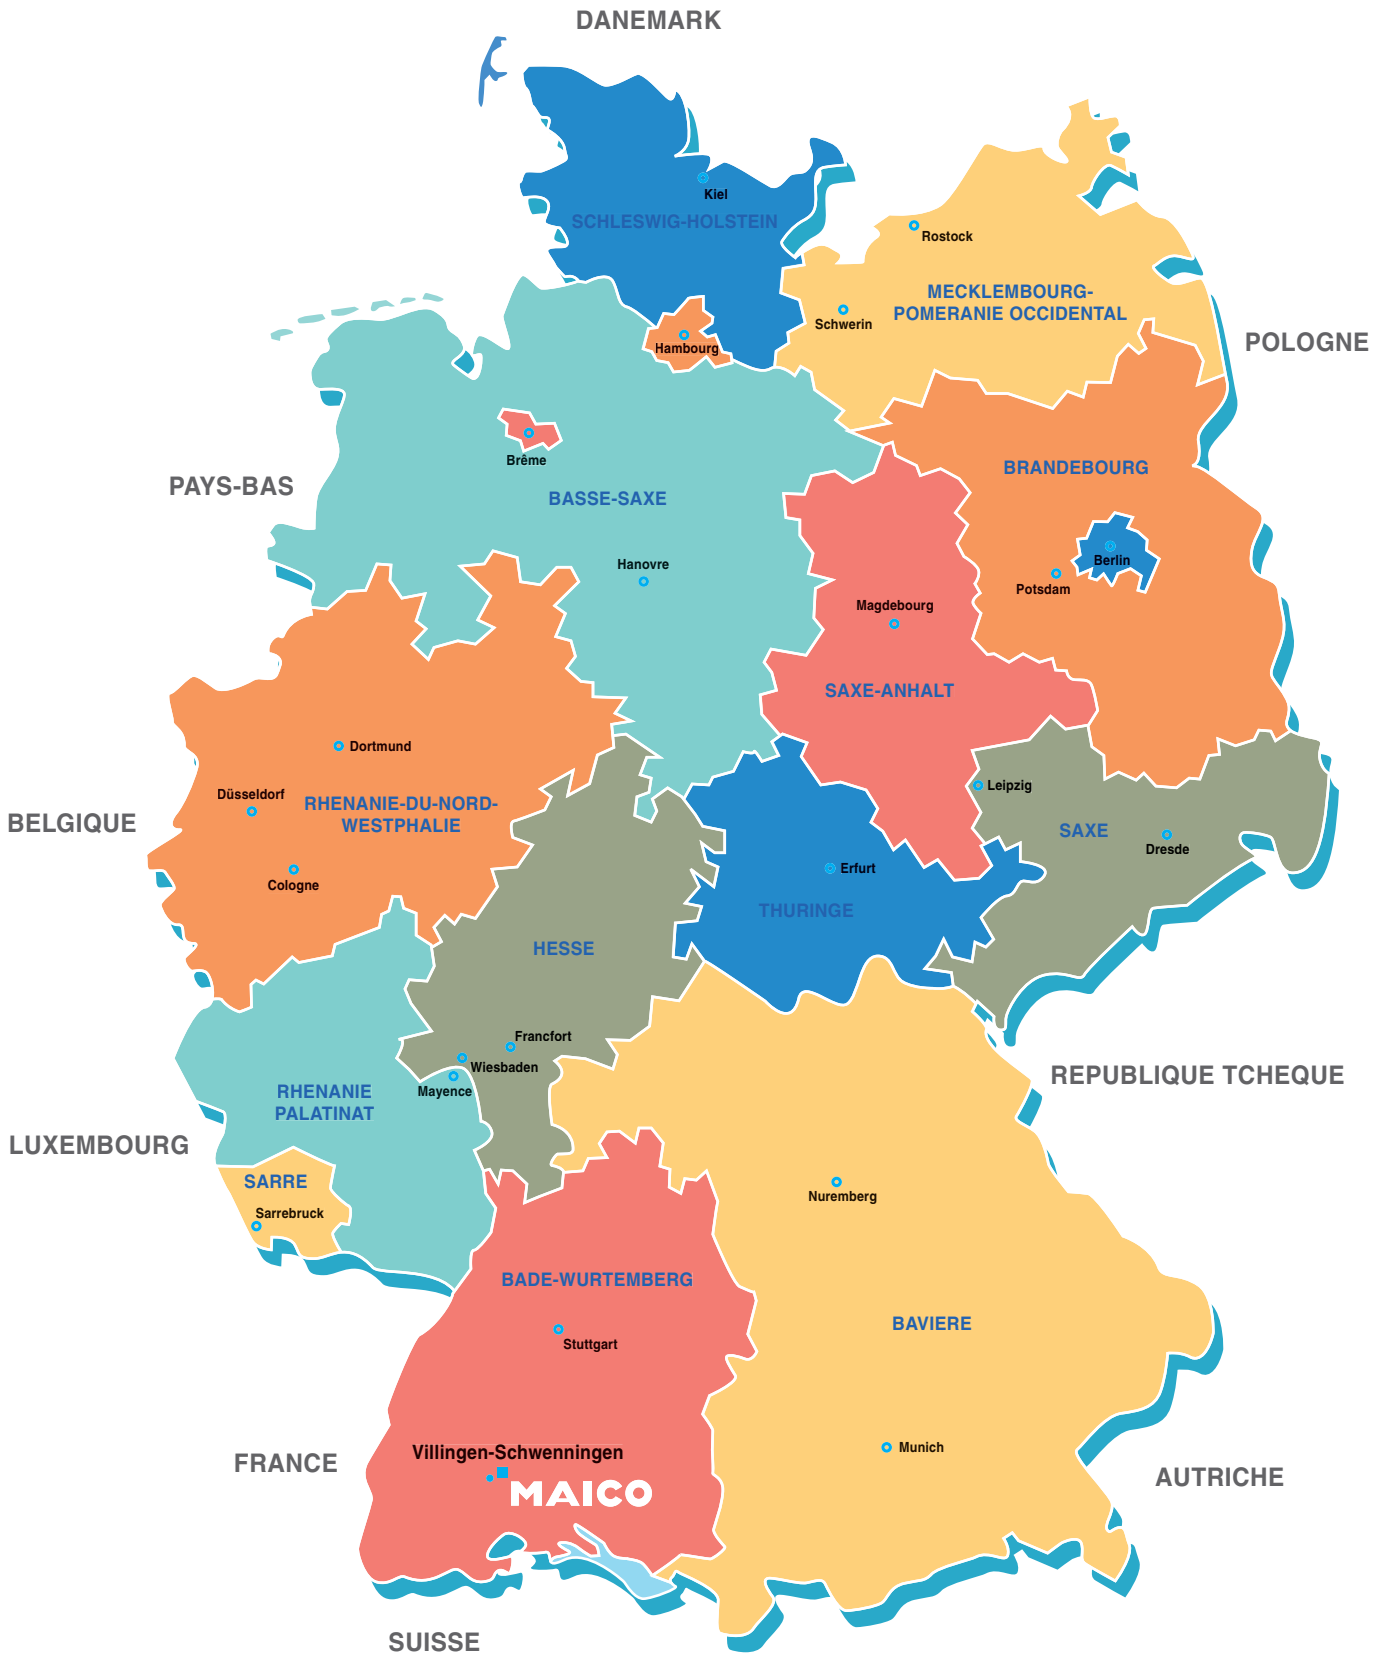 DANEMARK
Kiel
SCHLESWIG-HOLSTEIN
Rostock
MECKLEMBOURG-
POMERANIE OCCIDENTAL
Schwerin
POLOGNE
Hambourg
Brême
BRANDEBOURG
PAYS-BAS
BASSE-SAXE
Hanovre
Berlin
Potsdam
Magdebourg
SAXE-ANHALT
Dortmund
Leipzig
Düsseldorf
RHENANIE-DU-NORD-
WESTPHALIE
BELGIQUE
SAXE
Dresde
Erfurt
Cologne
THURINGE
HESSE
Francfort
Wiesbaden
REPUBLIQUE TCHEQUE
Mayence
RHENANIE
PALATINAT
LUXEMBOURG
SARRE
Nuremberg
Sarrebruck
BADE-WURTEMBERG
BAVIERE
Stuttgart
Munich
Villingen-Schwenningen
FRANCE
MAICO
AUTRICHE
SUISSE